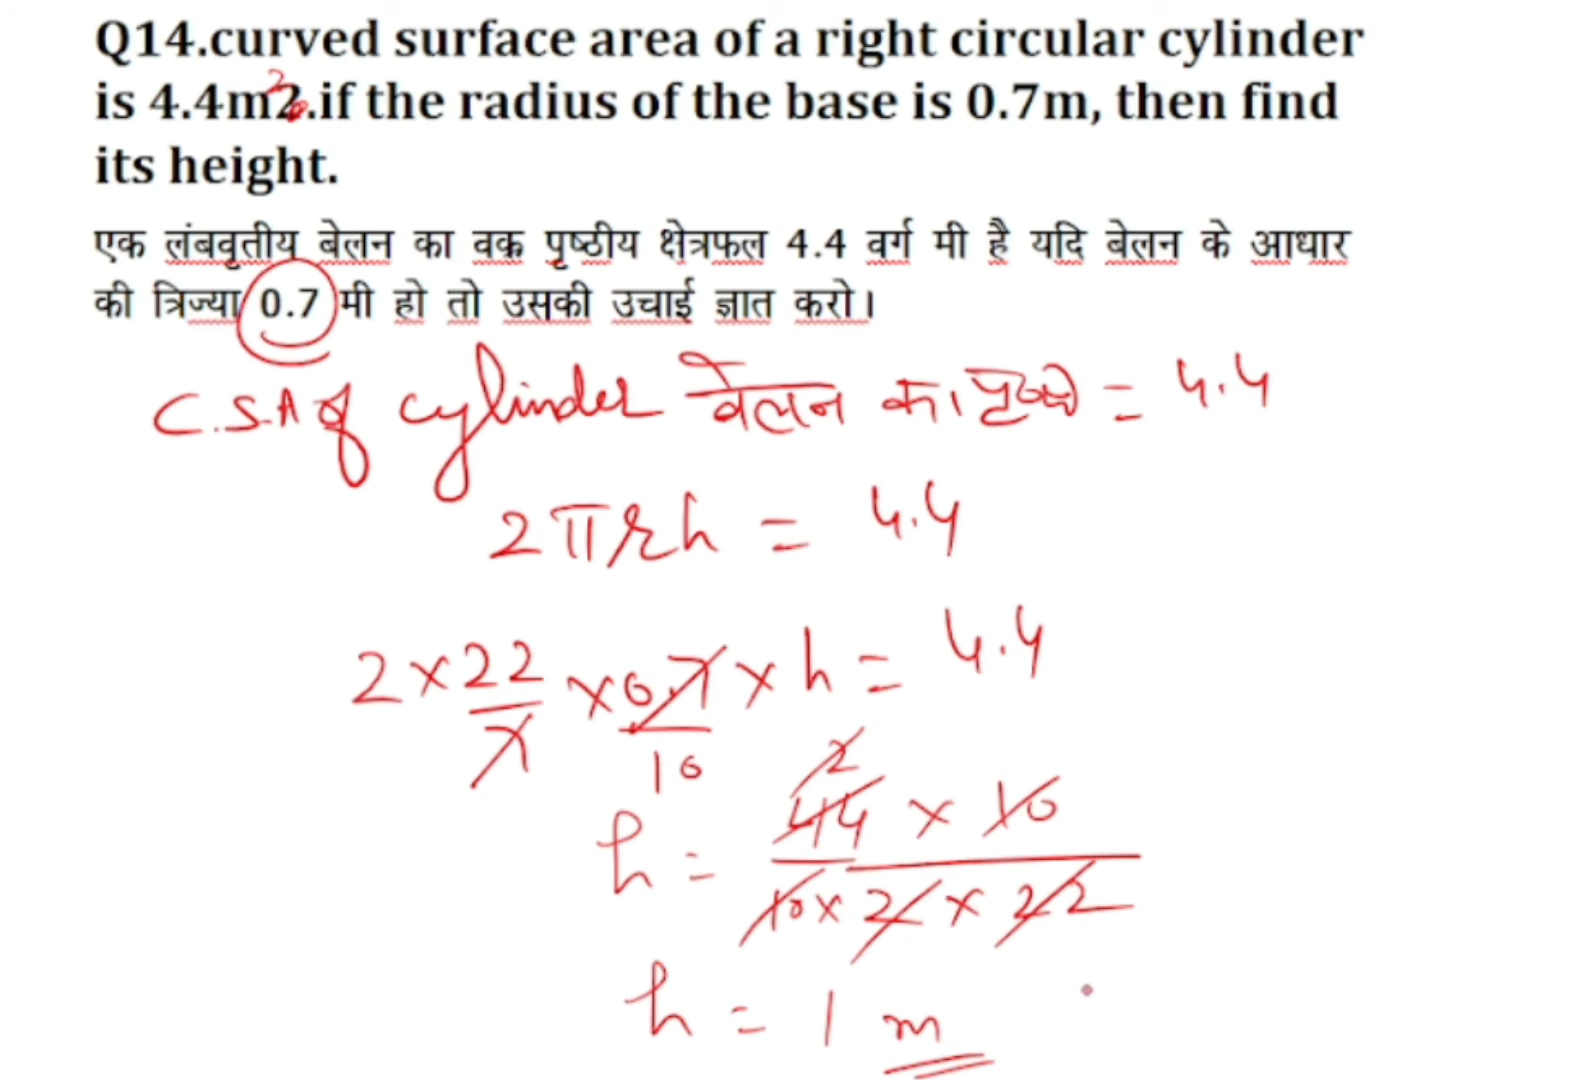 Q14.curved surface area of a right circular cylinder
is 4.4m2.if the radius of the base is 0.7m, then find
its height.
एक लंबवृतीय बेलन का वक्र पृष्ठीय क्षेत्रफल 4.4 वर्ग मी है यदि बेलन के आधार
की त्रिज्या 0.7 मी हो तो उसकी उचाई ज्ञात करो।
C.S.A of cylinder बेलन का = 4.4
2πrh = 4.4
2 × 22/7 × 0.7/10 × h = 4.4
2
h = 44 × 10 / 10 × 2 × 22
h = 1 m